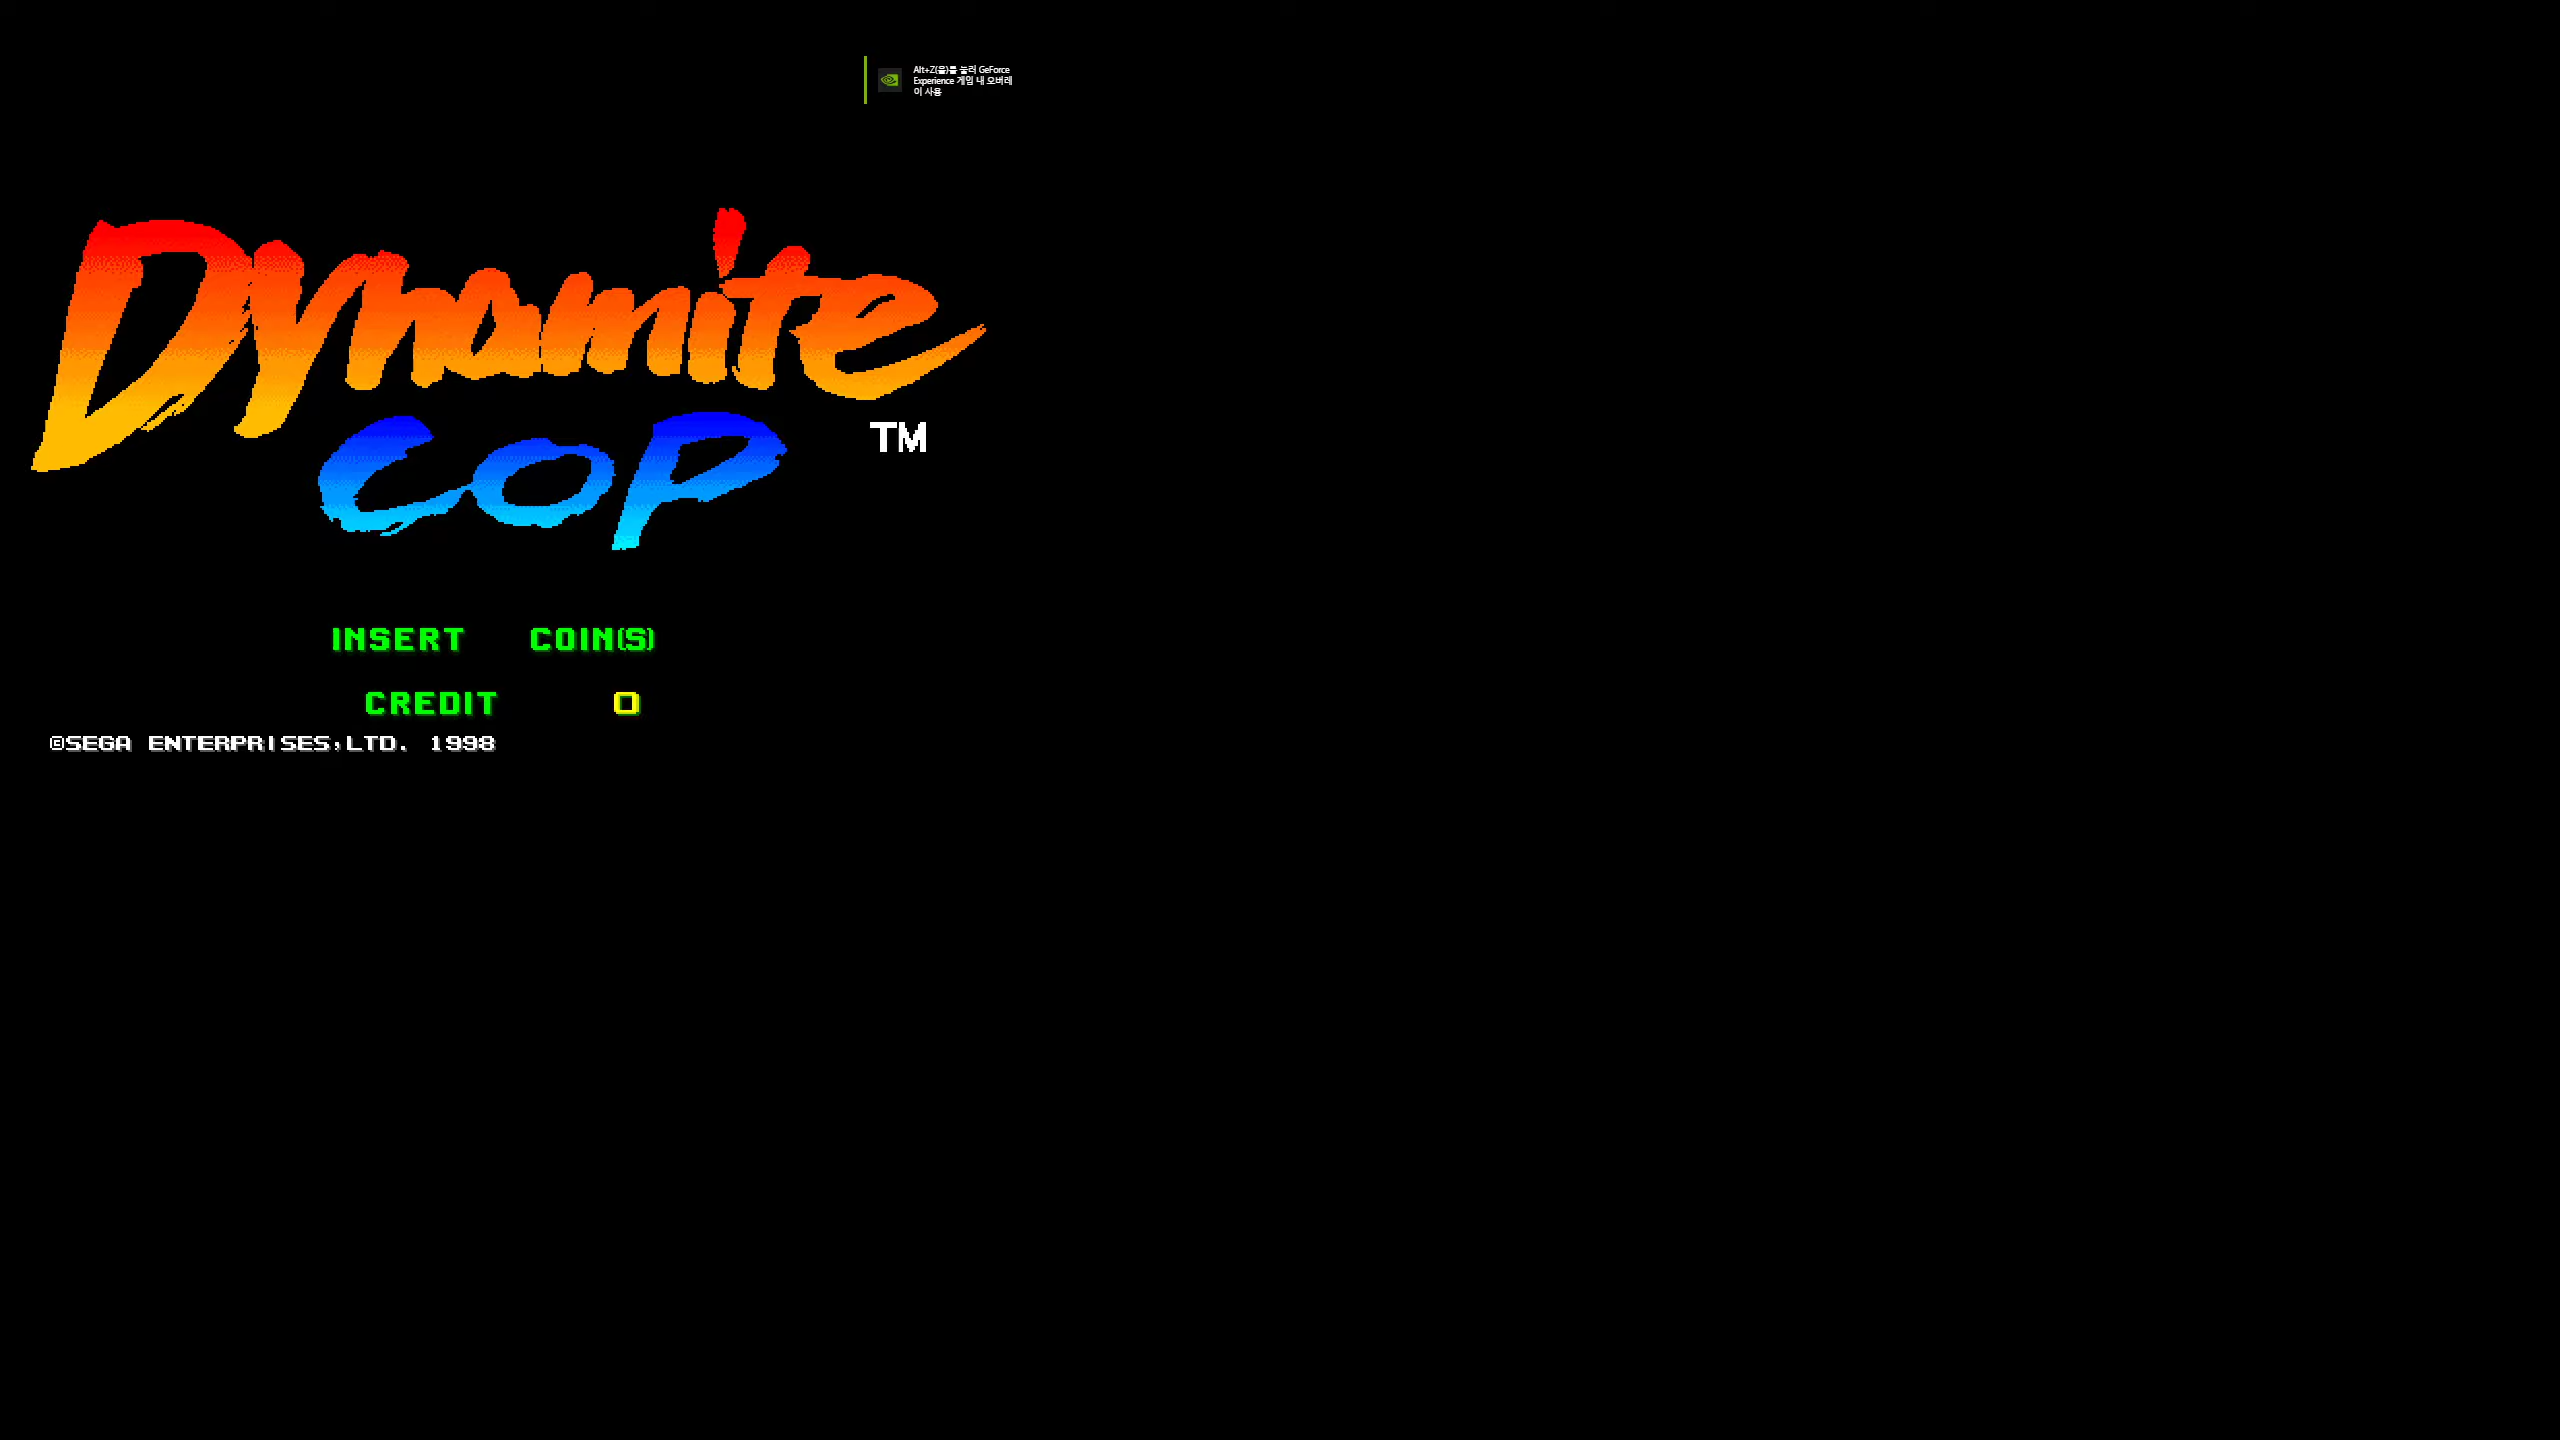 Alt+Z(을)를 눌러 GeForce
Experience 게임 내 오버레
이 사용
Dynamite
COP
TM
INSERT COIN(S)
CREDIT 0
©SEGA ENTERPRISES,LTD. 1998